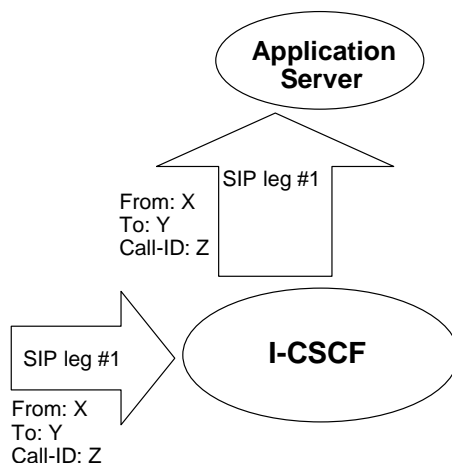 Application
Server
SIP leg #1
From: X
To: Y
Call-ID: Z
I-CSCF
SIP leg #1
From: X
To: Y
Call-ID: Z